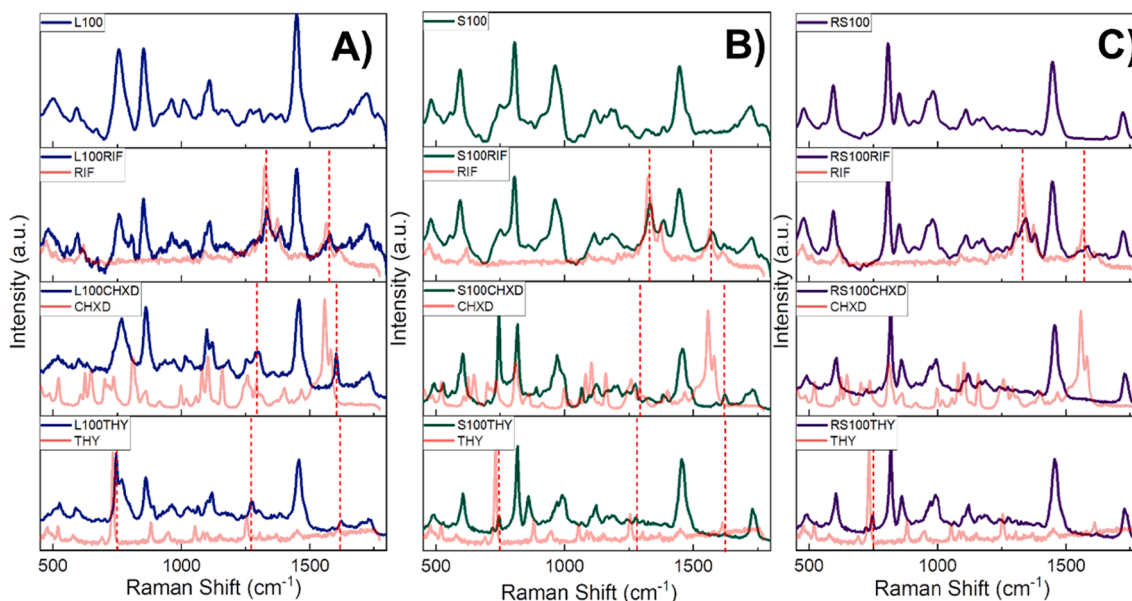 A)
L100
L100RIF
RIF
L100CHXD
CHXD
L100THY
THY
Intensity (a.u.)
500 1000 1500
Raman Shift (cm-1)
B)
S100
S100RIF
RIF
S100CHXD
CHXD
S100THY
THY
Intensity (a.u.)
500 1000 1500
Raman Shift (cm-1)
C)
RS100
RS100RIF
RIF
RS100CHXD
CHXD
RS100THY
THY
500 1000 1500
Raman Shift (cm-1)